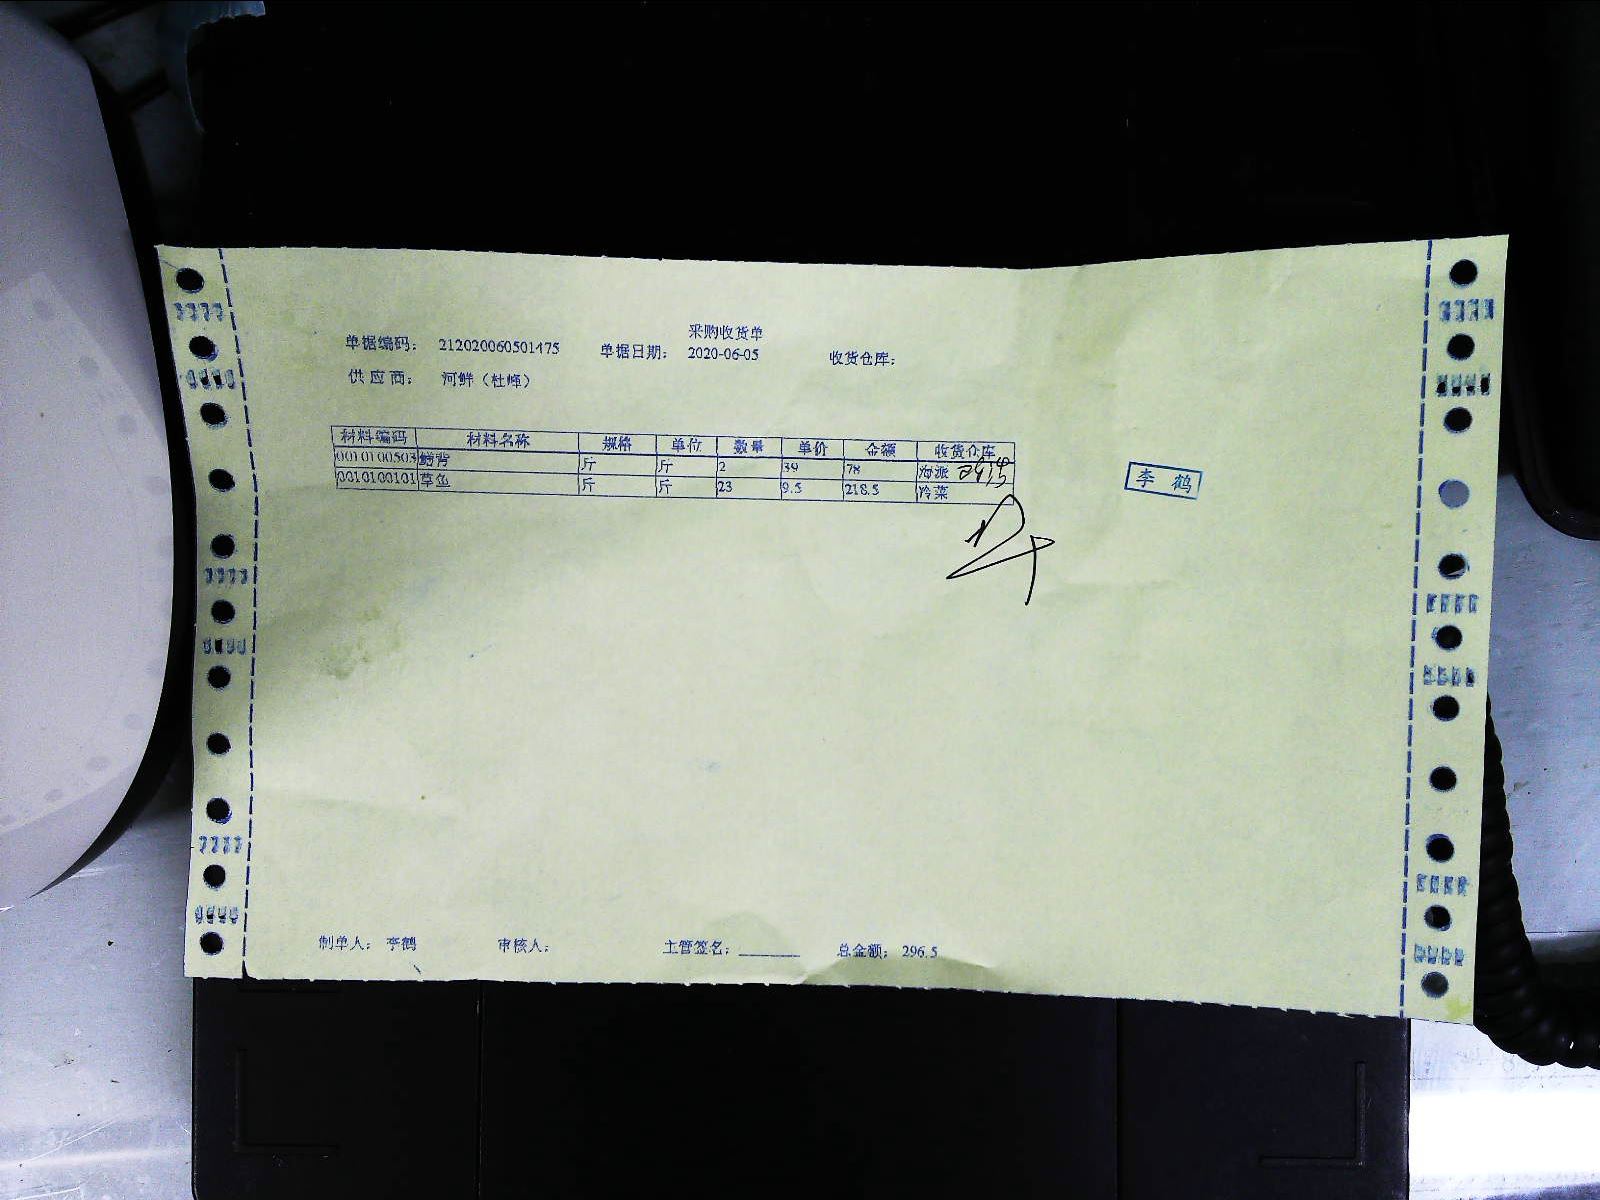 采购收货单
单据编码： 212020060501475 单据日期： 2020-06-05 收货仓库：
供应商： 河鲜（杜峰）
材料编码 材料名称 规格 单位 数量 单价 金额 收货仓库
0010100503 鳝背 斤 斤 2 39 78 海派
0010100101 草鱼 斤 斤 23 9.5 218.5 冷菜
李鹤
制单人： 李鹤 审核人： 主管签名：______ 总金额： 296.5